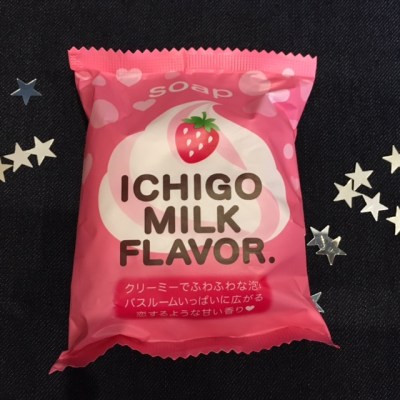 soap
ICHIGO
MILK
FLAVOR.
クリーミーでふわふわな泡♪
バスルームいっぱいに広がる
恋するような甘い香り♥